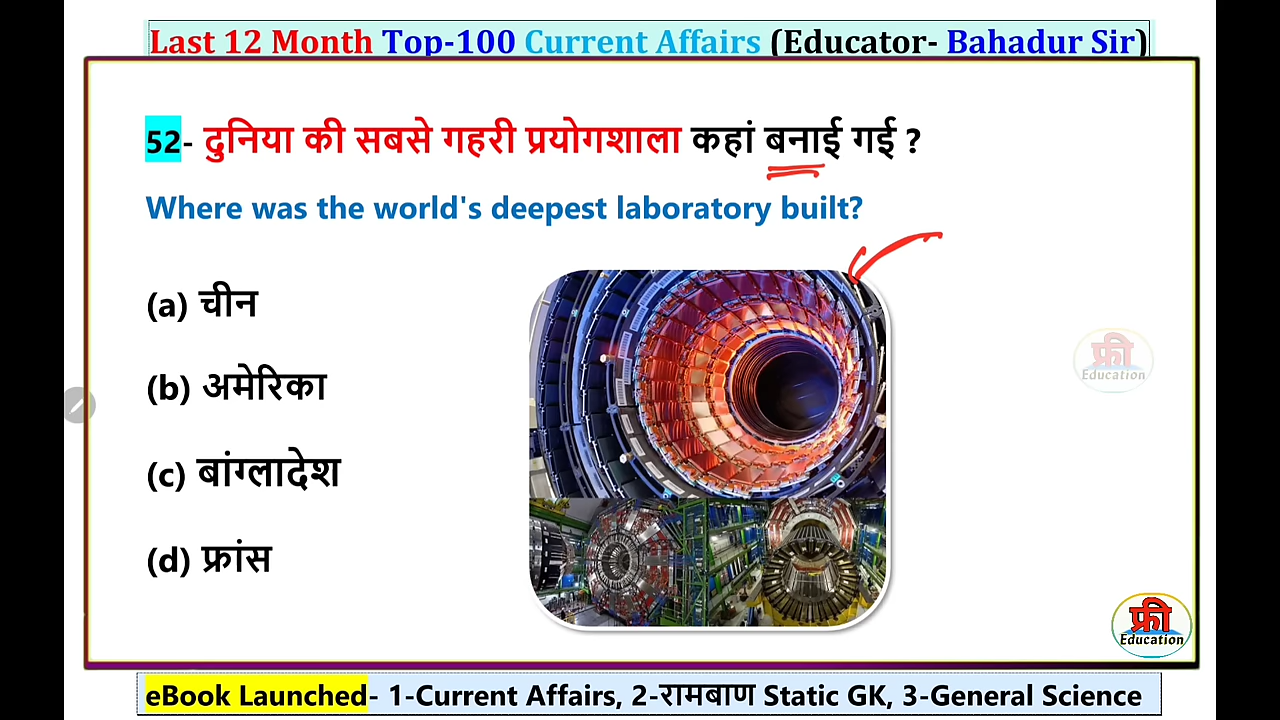 Last 12 Month Top-100 Current Affairs (Educator- Bahadur Sir)
52- दुनिया की सबसे गहरी प्रयोगशाला कहां बनाई गई ?
Where was the world's deepest laboratory built?
(a) चीन
(b) अमेरिका
(c) बांग्लादेश
(d) फ्रांस
फ्री
Education
फ्री
Education
eBook Launched- 1-Current Affairs, 2-रामबाण Static GK, 3-General Science